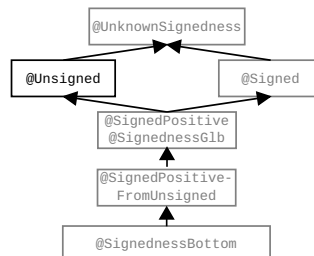 @UnknownSignedness
@Unsigned
@Signed
@SignedPositive
@SignednessGlb
@SignedPositive-
FromUnsigned
@SignednessBottom